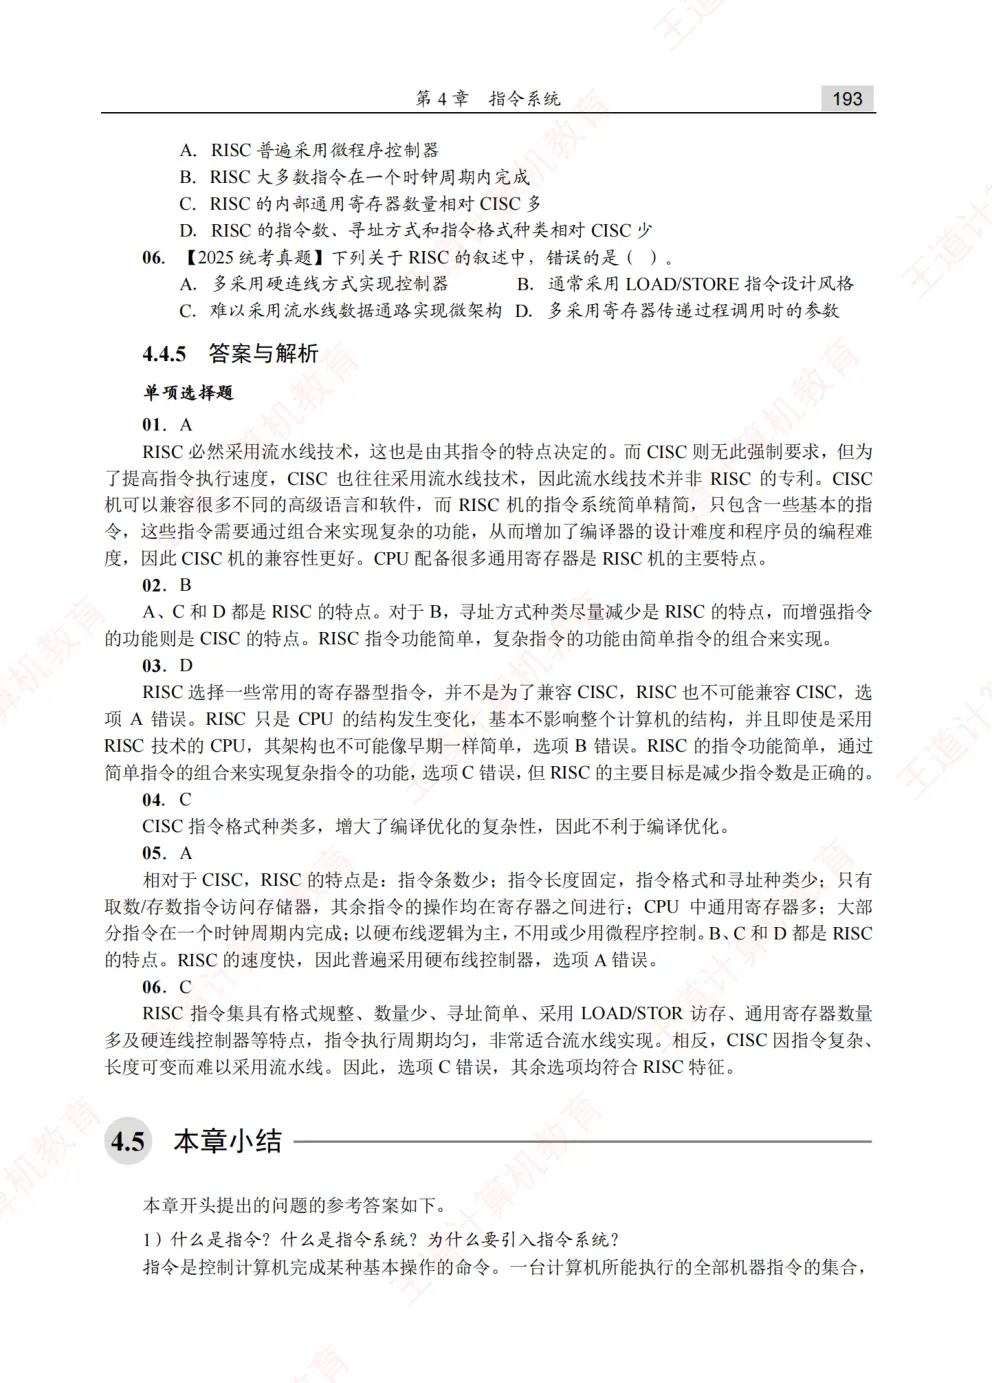 第 4 章 指令系统 193
A． RISC 普遍采用微程序控制器
B． RISC 大多数指令在一个时钟周期内完成
C． RISC 的内部通用寄存器数量相对 CISC 多
D． RISC 的指令数、寻址方式和指令格式种类相对 CISC 少
06. 【2025 统考真题】下列关于 RISC 的叙述中，错误的是（ ）。
A． 多采用硬连线方式实现控制器 B． 通常采用 LOAD/STORE 指令设计风格
C． 难以采用流水线数据通路实现微架构 D． 多采用寄存器传递过程调用时的参数
4.4.5 答案与解析
单项选择题
01．A
RISC 必然采用流水线技术，这也是由其指令的特点决定的。而 CISC 则无此强制要求，但为
了提高指令执行速度，CISC 也往往采用流水线技术，因此流水线技术并非 RISC 的专利。CISC
机可以兼容很多不同的高级语言和软件，而 RISC 机的指令系统简单精简，只包含一些基本的指
令，这些指令需要通过组合来实现复杂的功能，从而增加了编译器的设计难度和程序员的编程难
度，因此 CISC 机的兼容性更好。CPU 配备很多通用寄存器是 RISC 机的主要特点。
02．B
A、C 和 D 都是 RISC 的特点。对于 B，寻址方式种类尽量减少是 RISC 的特点，而增强指令
的功能则是 CISC 的特点。RISC 指令功能简单，复杂指令的功能由简单指令的组合来实现。
03．D
RISC 选择一些常用的寄存器型指令，并不是为了兼容 CISC，RISC 也不可能兼容 CISC，选
项 A 错误。RISC 只是 CPU 的结构发生变化，基本不影响整个计算机的结构，并且即使是采用
RISC 技术的 CPU，其架构也不可能像早期一样简单，选项 B 错误。RISC 的指令功能简单，通过
简单指令的组合来实现复杂指令的功能，选项 C 错误，但 RISC 的主要目标是减少指令数是正确的。
04．C
CISC 指令格式种类多，增大了编译优化的复杂性，因此不利于编译优化。
05．A
相对于 CISC，RISC 的特点是：指令条数少；指令长度固定，指令格式和寻址种类少；只有
取数/存数指令访问存储器，其余指令的操作均在寄存器之间进行；CPU 中通用寄存器多；大部
分指令在一个时钟周期内完成；以硬布线逻辑为主，不用或少用微程序控制。B、C 和 D 都是 RISC
的特点。RISC 的速度快，因此普遍采用硬布线控制器，选项 A 错误。
06．C
RISC 指令集具有格式规整、数量少、寻址简单、采用 LOAD/STOR 访存、通用寄存器数量
多及硬连线控制器等特点，指令执行周期均匀，非常适合流水线实现。相反，CISC 因指令复杂、
长度可变而难以采用流水线。因此，选项 C 错误，其余选项均符合 RISC 特征。
4.5 本章小结
本章开头提出的问题的参考答案如下。
1）什么是指令？什么是指令系统？为什么要引入指令系统？
指令是控制计算机完成某种基本操作的命令。一台计算机所能执行的全部机器指令的集合，